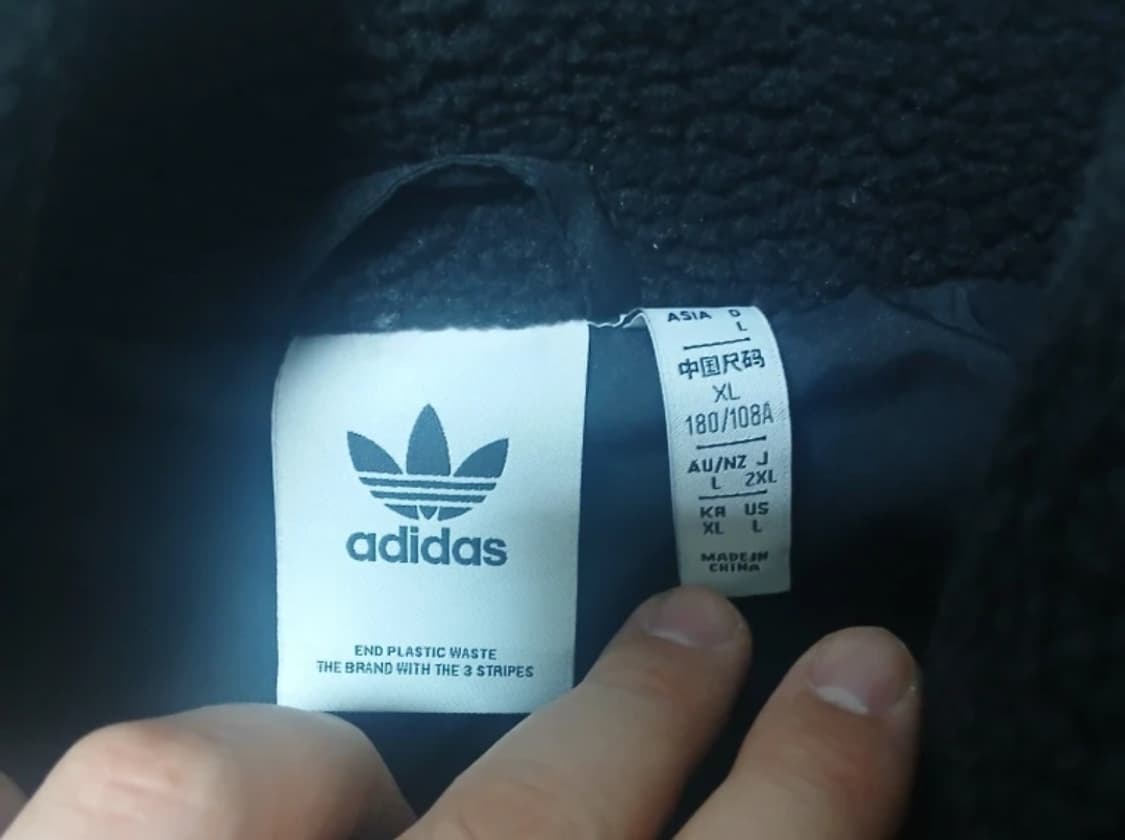 adidas
END PLASTIC WASTE
THE BRAND WITH THE 3 STRIPES
ASIA D
L
中国尺码
XL
180/108A
AU/NZ J
L 2XL
KR US
XL L
MADE IN
CHINA